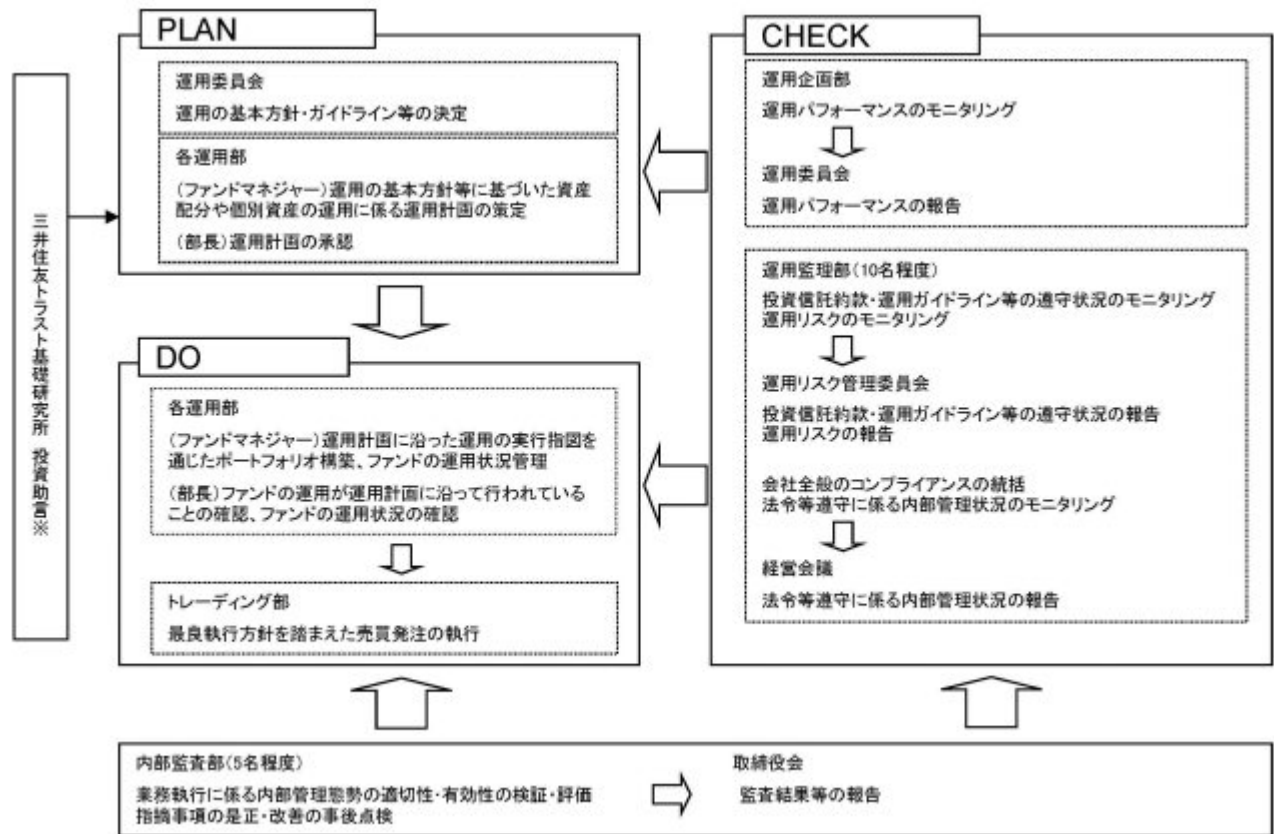 三井住友トラスト基礎研究所 投資助言※
PLAN
運用委員会
運用の基本方針・ガイドライン等の決定
各運用部
(ファンドマネジャー)運用の基本方針等に基づいた資産
配分や個別資産の運用に係る運用計画の策定
(部長)運用計画の承認
DO
各運用部
(ファンドマネジャー)運用計画に沿った運用の実行指図を
通じたポートフォリオ構築、ファンドの運用状況管理
(部長)ファンドの運用が運用計画に沿って行われている
ことの確認、ファンドの運用状況の確認
トレーディング部
最良執行方針を踏まえた売買発注の執行
CHECK
運用企画部
運用パフォーマンスのモニタリング
運用委員会
運用パフォーマンスの報告
運用監理部(10名程度)
投資信託約款・運用ガイドライン等の遵守状況のモニタリング
運用リスクのモニタリング
運用リスク管理委員会
投資信託約款・運用ガイドライン等の遵守状況の報告
運用リスクの報告
会社全般のコンプライアンスの統括
法令等遵守に係る内部管理状況のモニタリング
経営会議
法令等遵守に係る内部管理状況の報告
内部監査部(5名程度)
業務執行に係る内部管理態勢の適切性・有効性の検証・評価
指摘事項の是正・改善の事後点検
取締役会
監査結果等の報告